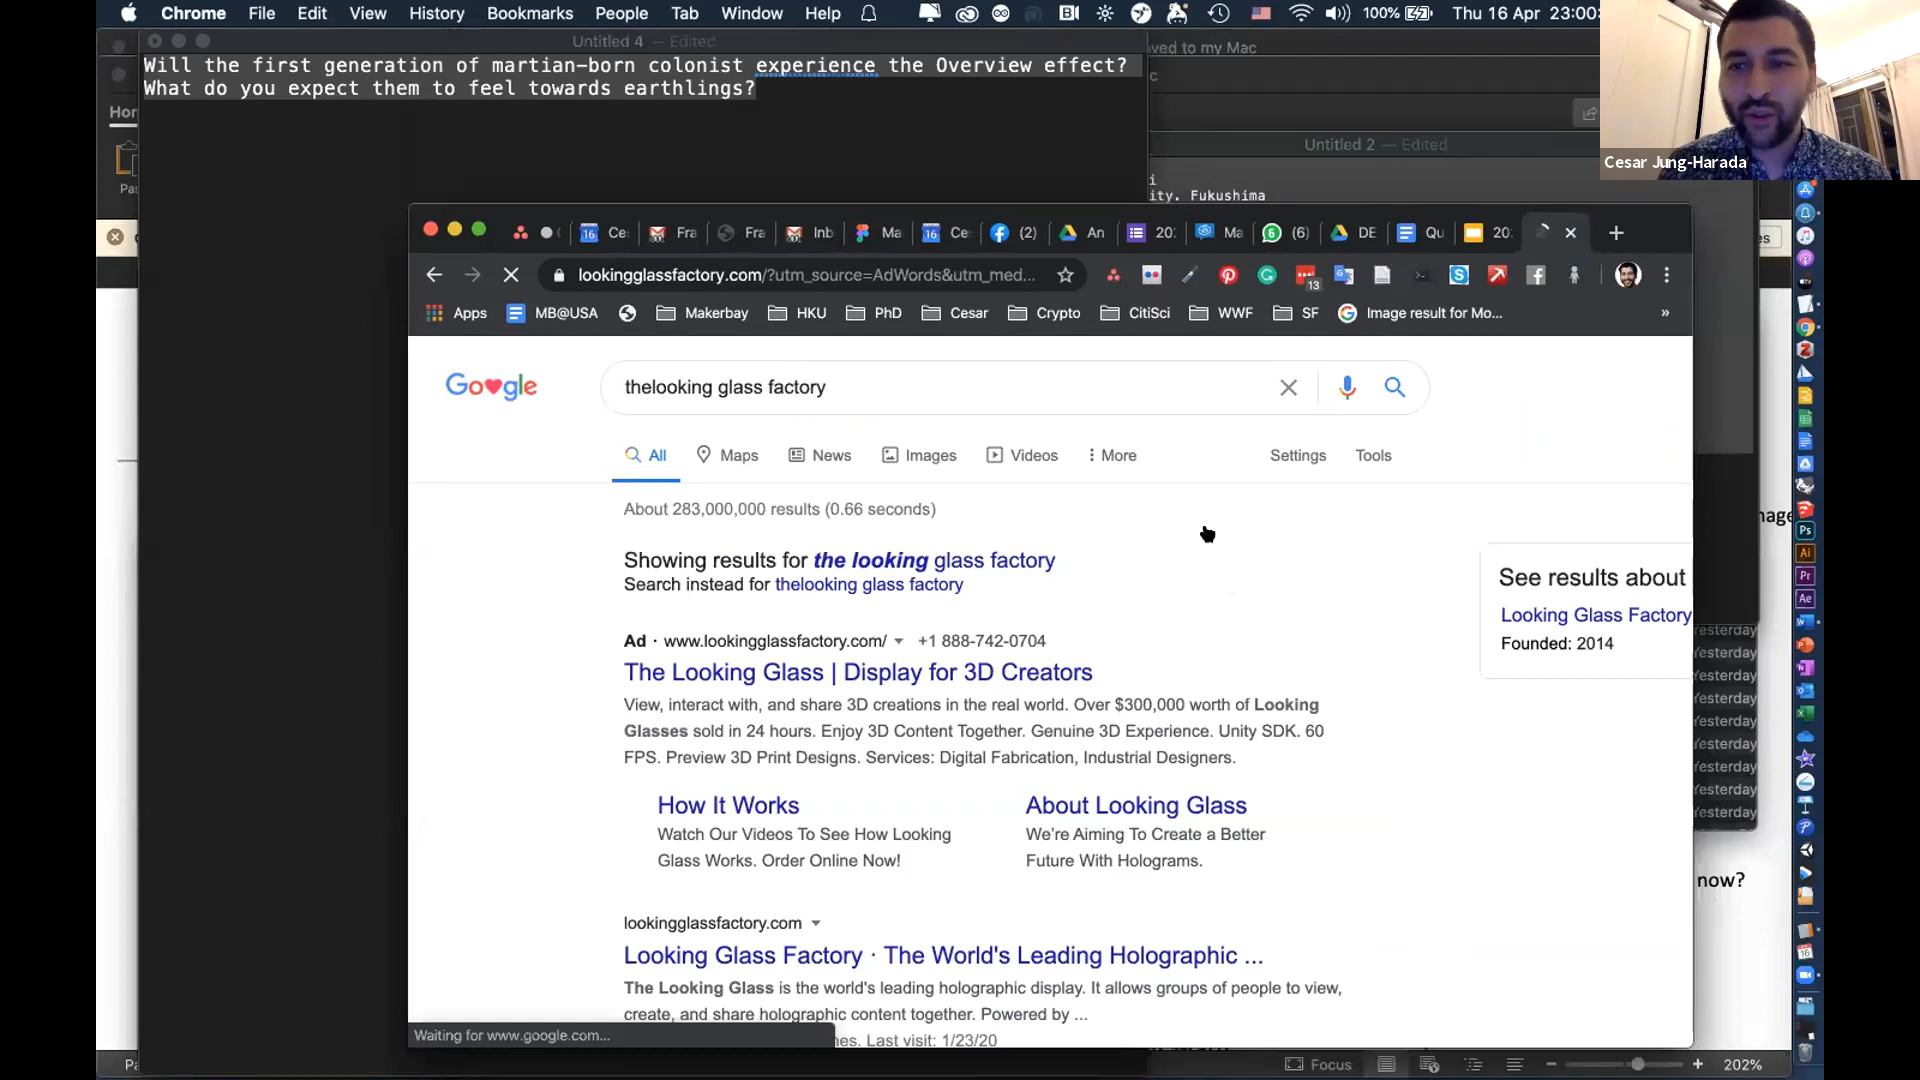 Chrome File Edit View History Bookmarks People Tab Window Help 100% Thu 16 Apr 23:00
Untitled 4 — Edited
Will the first generation of martian-born colonist experience the Overview effect?
What do you expect them to feel towards earthlings?
ved to my Mac
Cesar Jung-Harada
Hor
Untitled 2 — Edited
Pa
ity. Fukushima
16 Ce Fra Fra Inb Ma 16 Ce (2) An 20 Ma (6) DE Qu 20
lookingglassfactory.com/?utm_source=AdWords&utm_med... 13
Apps MB@USA Makerbay HKU PhD Cesar Crypto CitiSci WWF SF Image result for Mo... »
Google
thelooking glass factory
All Maps News Images Videos More Settings Tools
About 283,000,000 results (0.66 seconds)
Showing results for the looking glass factory
Search instead for thelooking glass factory
See results about
Looking Glass Factory
Founded: 2014
Ad · www.lookingglassfactory.com/ +1 888-742-0704
The Looking Glass | Display for 3D Creators
View, interact with, and share 3D creations in the real world. Over $300,000 worth of Looking
Glasses sold in 24 hours. Enjoy 3D Content Together. Genuine 3D Experience. Unity SDK. 60
FPS. Preview 3D Print Designs. Services: Digital Fabrication, Industrial Designers.
How It Works
Watch Our Videos To See How Looking
Glass Works. Order Online Now!
About Looking Glass
We're Aiming To Create a Better
Future With Holograms.
lookingglassfactory.com
Looking Glass Factory · The World's Leading Holographic ...
The Looking Glass is the world's leading holographic display. It allows groups of people to view,
create, and share holographic content together. Powered by ...
nes. Last visit: 1/23/20
Waiting for www.google.com...
Yesterday
Yesterday
Yesterday
Yesterday
Yesterday
Yesterday
Yesterday
Yesterday
Yesterday
now?
Ps
Ai
Pr
Ae
Pa
Focus
202%